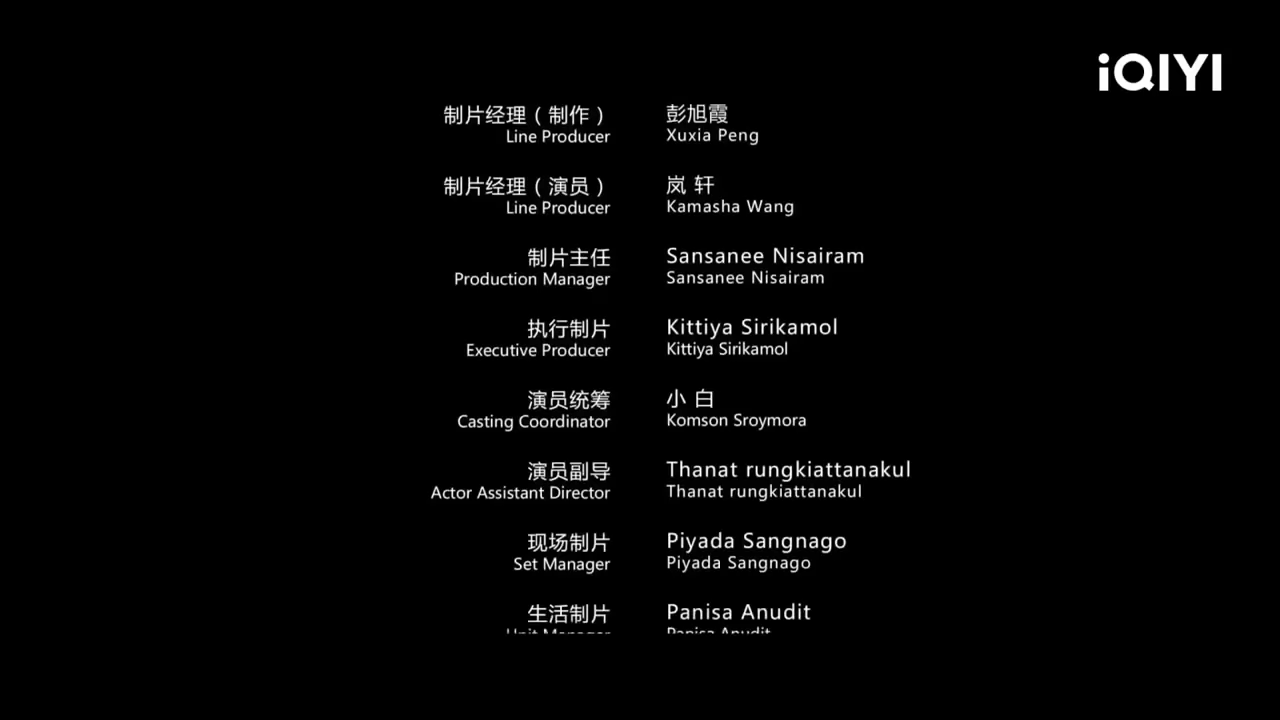 iQIYI
制片经理（制作） 彭旭霞
Line Producer Xuxia Peng
制片经理（演员） 岚 轩
Line Producer Kamasha Wang
制片主任 Sansanee Nisairam
Production Manager Sansanee Nisairam
执行制片 Kittiya Sirikamol
Executive Producer Kittiya Sirikamol
演员统筹 小 白
Casting Coordinator Komson Sroymora
演员副导 Thanat rungkiattanakul
Actor Assistant Director Thanat rungkiattanakul
现场制片 Piyada Sangnago
Set Manager Piyada Sangnago
生活制片 Panisa Anudit
Unit Manager Panisa Anudit